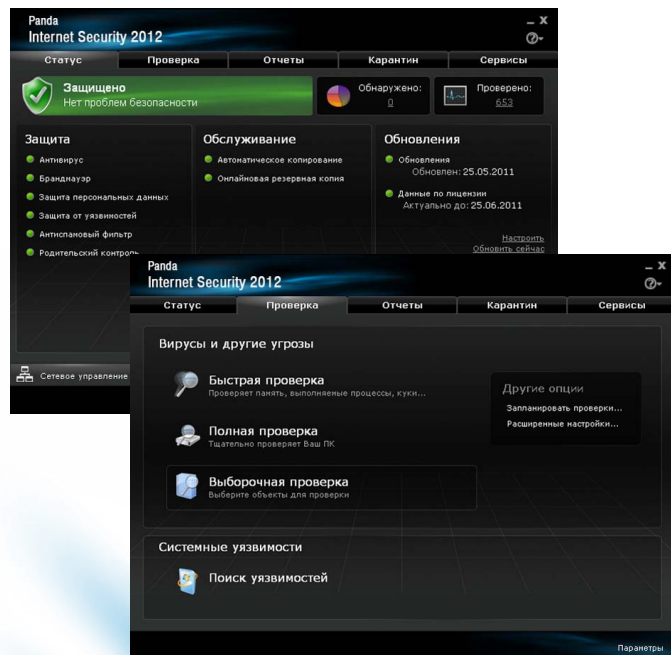 Panda
Internet Security 2012
Статус Проверка Отчеты Карантин Сервисы
Защищено
Нет проблем безопасности
Обнаружено:
0
Проверено:
653
Защита
Антивирус
Брандмауэр
Защита персональных данных
Защита от уязвимостей
Антиспамовый фильтр
Родительский контроль
Обслуживание
Автоматическое копирование
Онлайновая резервная копия
Обновления
Обновления
Обновлен: 25.05.2011
Данные по лицензии
Актуально до: 25.06.2011
Настроить
Обновить сейчас
Сетевое управление
Panda
Internet Security 2012
Статус Проверка Отчеты Карантин Сервисы
Вирусы и другие угрозы
Быстрая проверка
Проверяет память, выполняемые процессы, куки...
Полная проверка
Тщательно проверяет Ваш ПК
Выборочная проверка
Выберите объекты для проверки
Другие опции
Запланировать проверки...
Расширенные настройки...
Системные уязвимости
Поиск уязвимостей
Параметры